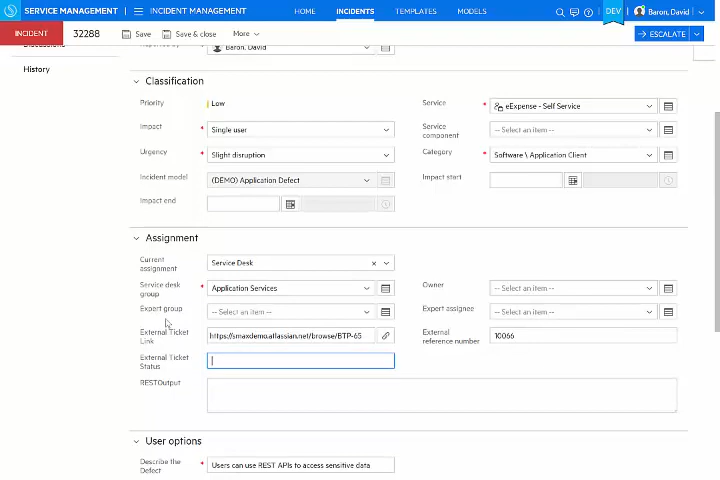 SERVICE MANAGEMENT INCIDENT MANAGEMENT HOME INCIDENTS TEMPLATES MODELS DEV Baron, David
INCIDENT 32288 Save Save & close More ESCALATE
Discussions
Reported by * Baron, David
History
Classification
Priority Low
Service * eExpense - Self Service
Impact * Single user
Service component -- Select an item --
Urgency * Slight disruption
Category * Software \ Application Client
Incident model (DEMO) Application Defect
Impact start
Impact end
Assignment
Current assignment Service Desk
Service desk group * Application Services
Owner -- Select an item --
Expert group -- Select an item --
Expert assignee -- Select an item --
External Ticket Link https://smaxdemo.atlassian.net/browse/BTP-65
External reference number 10066
External Ticket Status
RESTOutput
User options
Describe the Defect * Users can use REST APIs to access sensitive data